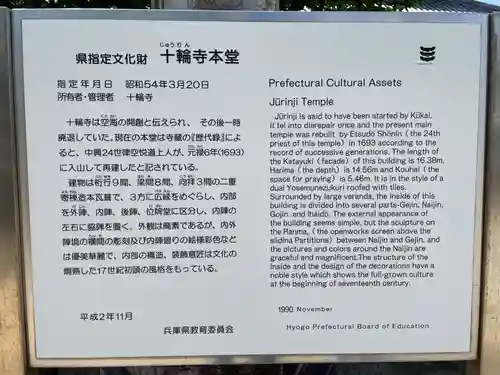 じゅうりん
県指定文化財 十輪寺本堂
指定年月日 昭和54年3月20日
所有者・管理者 十輪寺
十輪寺は空海の開創と伝えられ、その後一時
廃退していた。現在の本堂は寺蔵の『歴代録』によ
ると、中興24世律空悦道上人が、元禄6年(1693)
に入山して再建したと記されている。
建物は桁行9間、梁間8間、向拝3間の二重
寄棟造本瓦葺で、3方に広縁をめぐらし、内部
を外陣、内陣、後陣、位牌堂に区分し、内陣の
左右に脇陣を置く。外観は簡素であるが、内外
陣境の欄間の彫刻及び内陣廻りの絵様彩色など
は優美華麗で、内部の構造、装飾意匠は文化の
爛熟した17世紀初頭の風格をもっている。
平成2年11月
兵庫県教育委員会
Prefectural Cultural Assets
Jūrinji Temple
Jūrinji is said to have been started by Kūkai.
It fel into disrepair once and the present main
temple was rebuilt by Etsudo Shōnin (the 24th
priest of this temple) in 1693 according to the
record of successive generations. The length of
the Ketayuki (facade) of this building is 16.38m,
Harima (the depth) is 14.56m and Kouhai (the
space for praying) is 5.46m. It is in the style of a
dual Yosemunezukuri roofed with tiles.
Surrounded by large veranda, the inside of this
building is divided into several parts-Gejin, Naijin,
Gojin, and Ihaidō. The external appearance of
the building seems simple, but the sculpture on
the Ranma, (the openworks screen above the
sliding Partitions) between Naijin and Gejin, and
the pictures and colors around the Naijin are
graceful and magnificent.The structure of the
inside and the design of the decorations have a
noble style which shows the full-grown culture
at the beginning of seventeenth century.
1990 November
Hyogo Prefectural Board of Education